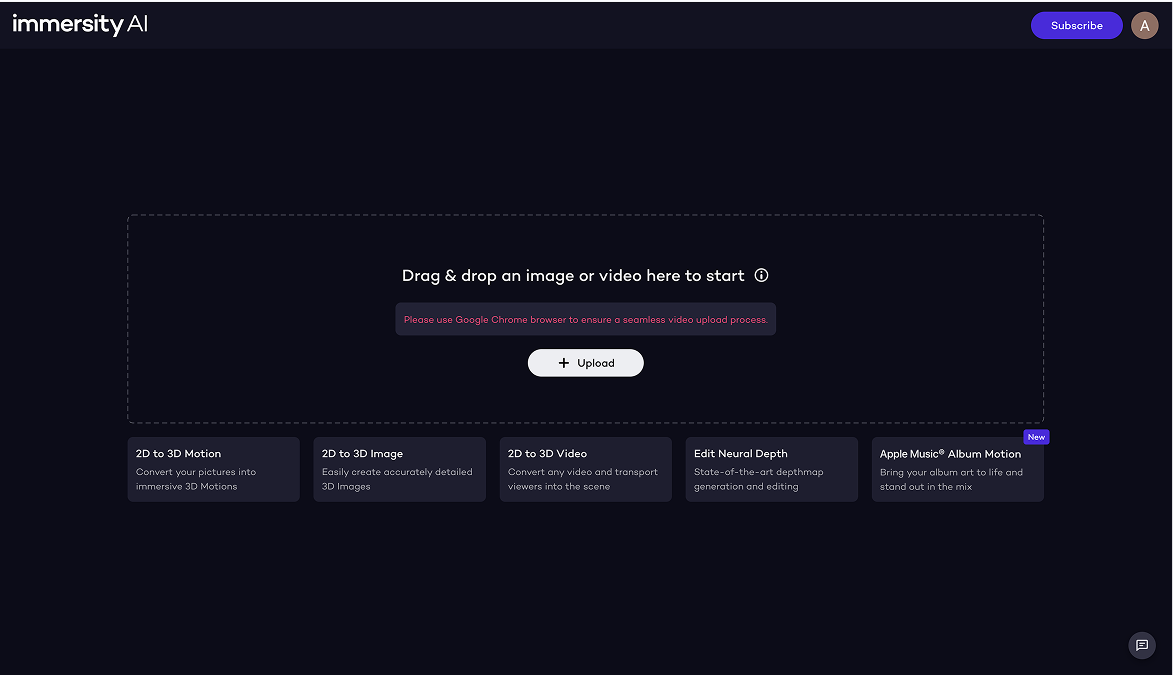 immersity AI
Subscribe
A
Drag & drop an image or video here to start
Please use Google Chrome browser to ensure a seamless video upload process.
+ Upload
New
2D to 3D Motion
Convert your pictures into
immersive 3D Motions
2D to 3D Image
Easily create accurately detailed
3D Images
2D to 3D Video
Convert any video and transport
viewers into the scene
Edit Neural Depth
State-of-the-art depthmap
generation and editing
Apple Music® Album Motion
Bring your album art to life and
stand out in the mix